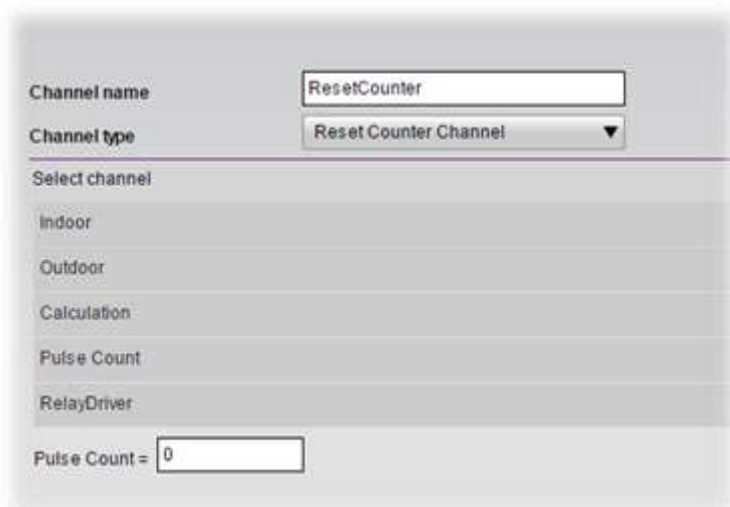 Channel name ResetCounter
Channel type Reset Counter Channel
Select channel
Indoor
Outdoor
Calculation
Pulse Count
RelayDriver
Pulse Count = 0